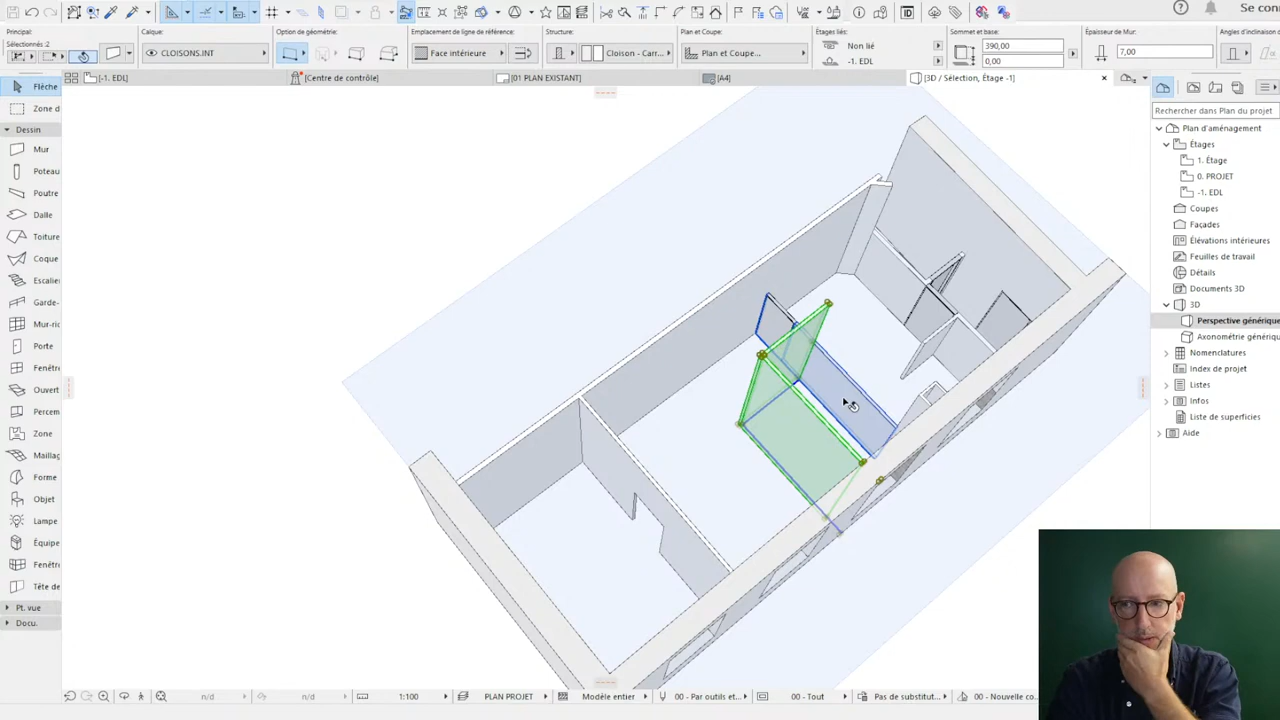 Se con
Principal:
Sélectionnés: 2
Calque:
CLOISONS.INT
Option de géométrie:
Emplacement de ligne de référence:
Face intérieure
Structure:
Cloison - Carr...
Plan et Coupe:
Plan et Coupe...
Étages liés:
Non lié
-1. EDL
Sommet et base:
390,00
0,00
Épaisseur de Mur:
7,00
Angles d'inclinaison
[-1. EDL]
(Centre de contrôle)
[01 PLAN EXISTANT]
[A4]
[3D / Sélection, Étage -1]
Flèche
Zone d
Dessin
Mur
Poteau
Poutre
Dalle
Toiture
Coque
Escalier
Garde-
Mur-ric
Porte
Fenêtre
Ouvert
Percem
Zone
Maillag
Forme
Objet
Lampe
Équipe
Fenêtre
Tête de
Pt. vue
Docu.
Rechercher dans Plan du projet
Plan d'aménagement
Étages
1. Étage
0. PROJET
-1. EDL
Coupes
Façades
Élévations intérieures
Feuilles de travail
Détails
Documents 3D
3D
Perspective générique
Axonométrie génériq
Nomenclatures
Index de projet
Listes
Infos
Liste de superficies
Aide
n/d
n/d
1:100
PLAN PROJET
Modèle entier
00 - Par outils et...
00 - Tout
Pas de substitut...
00 - Nouvelle co...